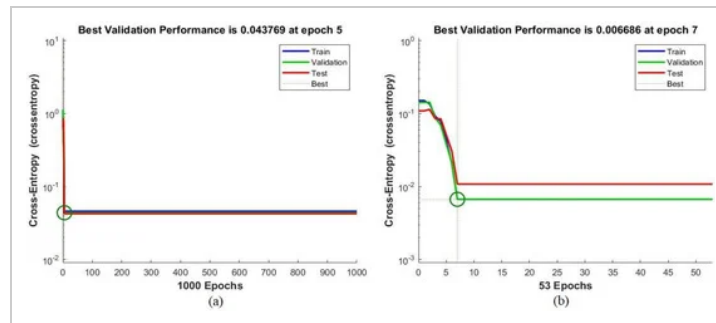 Best Validation Performance is 0.043769 at epoch 5
10^1
10^0
10^-1
10^-2
Cross-Entropy (crossentropy)
Train
Validation
Test
Best
0 100 200 300 400 500 600 700 800 900 1000
1000 Epochs
(a)
Best Validation Performance is 0.006686 at epoch 7
10^0
10^-1
10^-2
10^-3
Cross-Entropy (crossentropy)
Train
Validation
Test
Best
0 5 10 15 20 25 30 35 40 45 50
53 Epochs
(b)